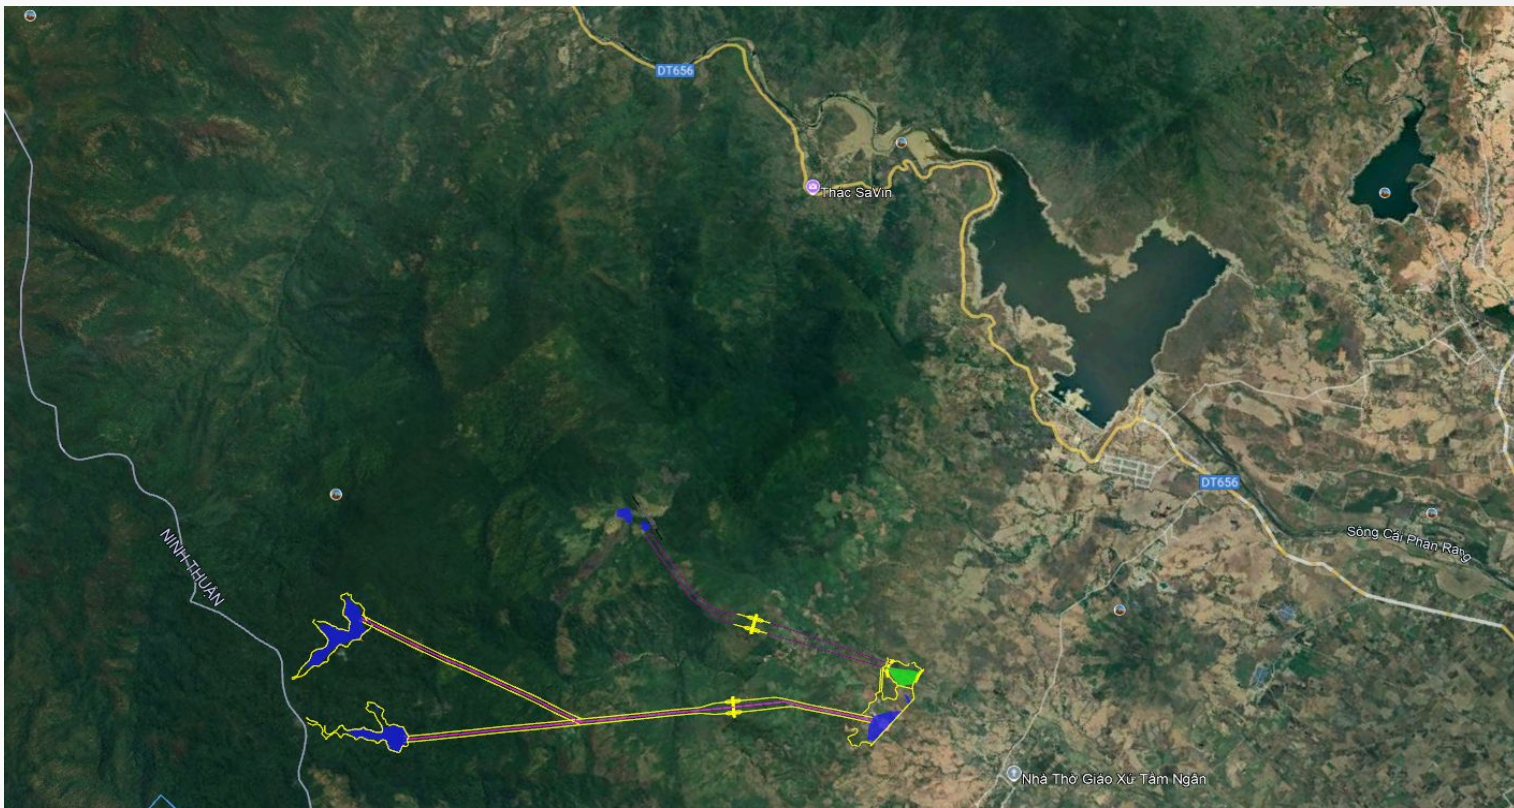 DT656
Thác SaVin
DT656
Sông Cái Phan Rang
NINH THUẬN
Nhà Thờ Giáo Xứ Tầm Ngân